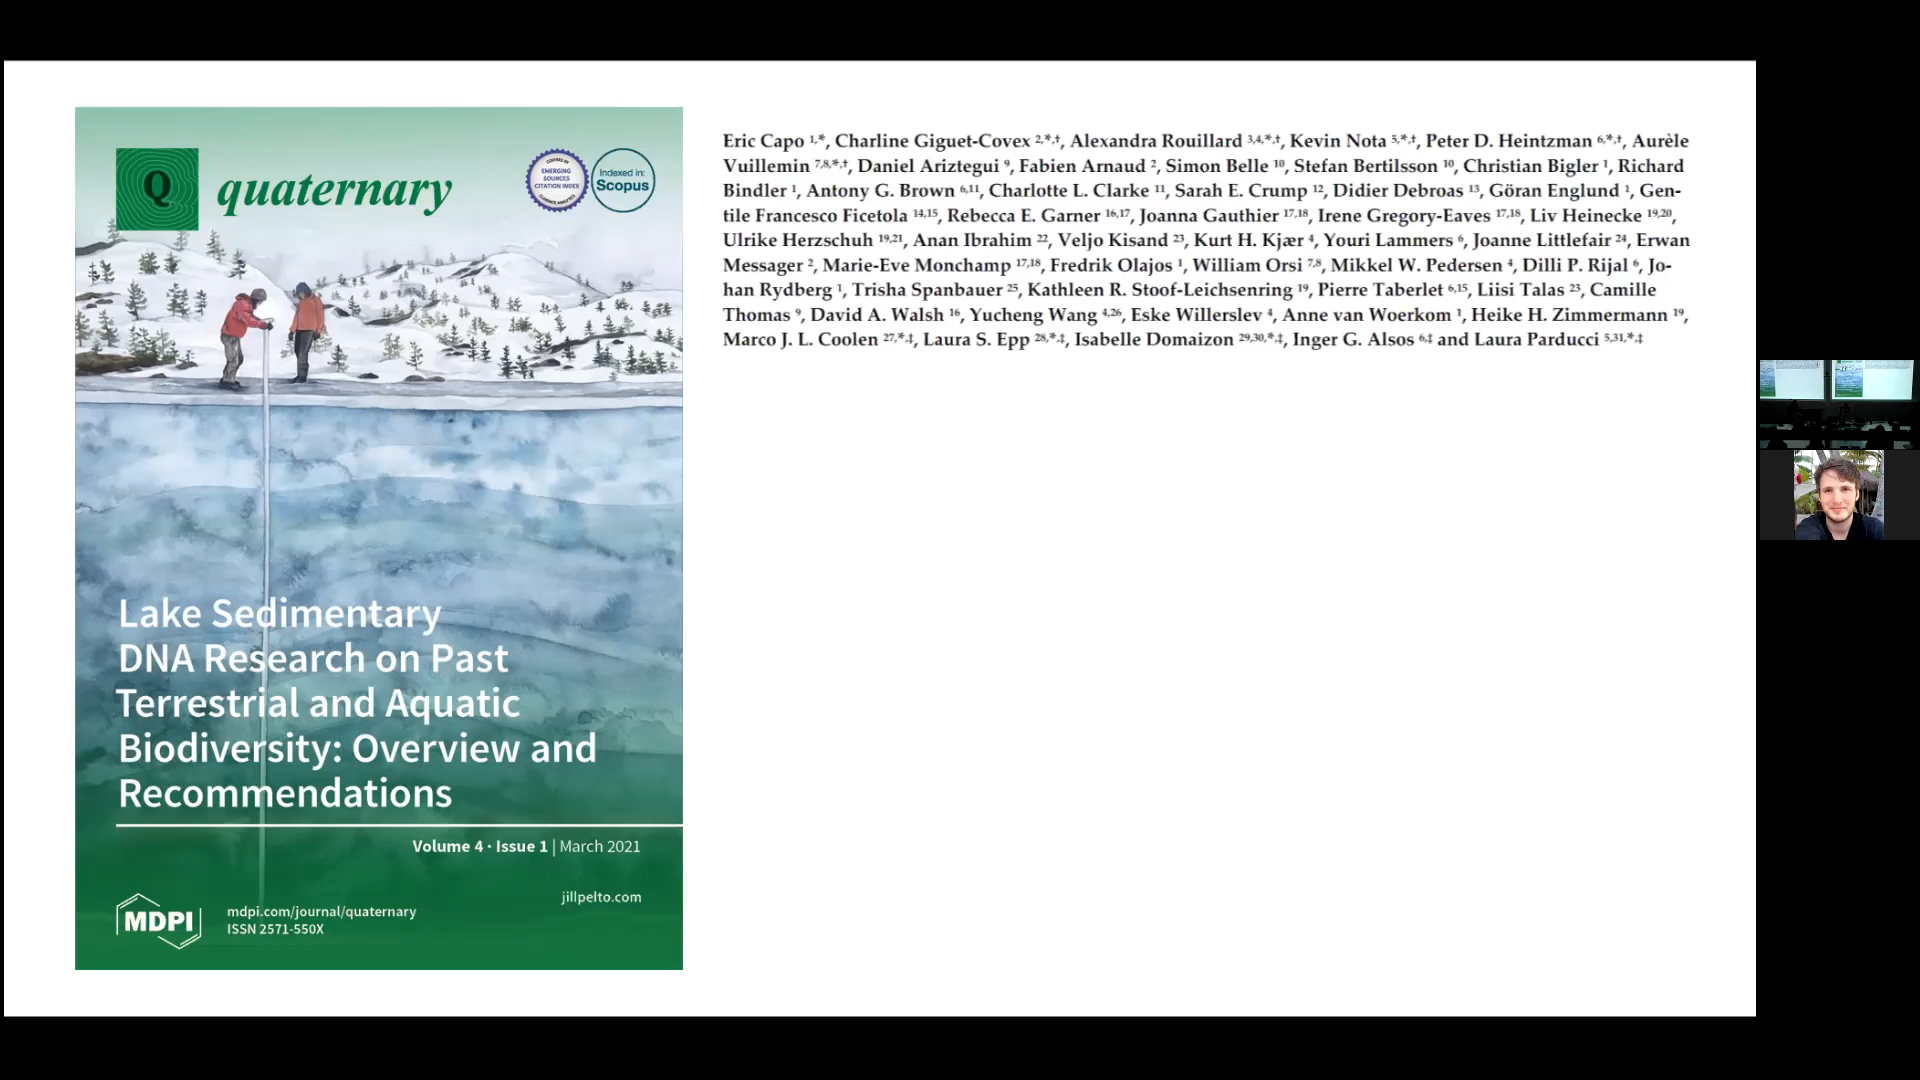 Q
quaternary
COVERED BY
EMERGING
SOURCES
CITATION INDEX
CLARIVATE ANALYTICS
Indexed in:
Scopus
Lake Sedimentary
DNA Research on Past
Terrestrial and Aquatic
Biodiversity: Overview and
Recommendations
Volume 4 · Issue 1 | March 2021
jillpelto.com
MDPI
mdpi.com/journal/quaternary
ISSN 2571-550X
Eric Capo 1,*, Charline Giguet-Covex 2,*,†, Alexandra Rouillard 3,4,*,†, Kevin Nota 5,*,†, Peter D. Heintzman 6,*,†, Aurèle
Vuillemin 7,8,*,†, Daniel Ariztegui 9, Fabien Arnaud 2, Simon Belle 10, Stefan Bertilsson 10, Christian Bigler 1, Richard
Bindler 1, Antony G. Brown 6,11, Charlotte L. Clarke 11, Sarah E. Crump 12, Didier Debroas 13, Göran Englund 1, Gen-
tile Francesco Ficetola 14,15, Rebecca E. Garner 16,17, Joanna Gauthier 17,18, Irene Gregory-Eaves 17,18, Liv Heinecke 19,20,
Ulrike Herzschuh 19,21, Anan Ibrahim 22, Veljo Kisand 23, Kurt H. Kjær 4, Youri Lammers 6, Joanne Littlefair 24, Erwan
Messager 2, Marie-Eve Monchamp 17,18, Fredrik Olajos 1, William Orsi 7,8, Mikkel W. Pedersen 4, Dilli P. Rijal 6, Jo-
han Rydberg 1, Trisha Spanbauer 25, Kathleen R. Stoof-Leichsenring 19, Pierre Taberlet 6,15, Liisi Talas 23, Camille
Thomas 9, David A. Walsh 16, Yucheng Wang 4,26, Eske Willerslev 4, Anne van Woerkom 1, Heike H. Zimmermann 19,
Marco J. L. Coolen 27,*,‡, Laura S. Epp 28,*,‡, Isabelle Domaizon 29,30,*,‡, Inger G. Alsos 6,‡ and Laura Parducci 5,31,*,‡